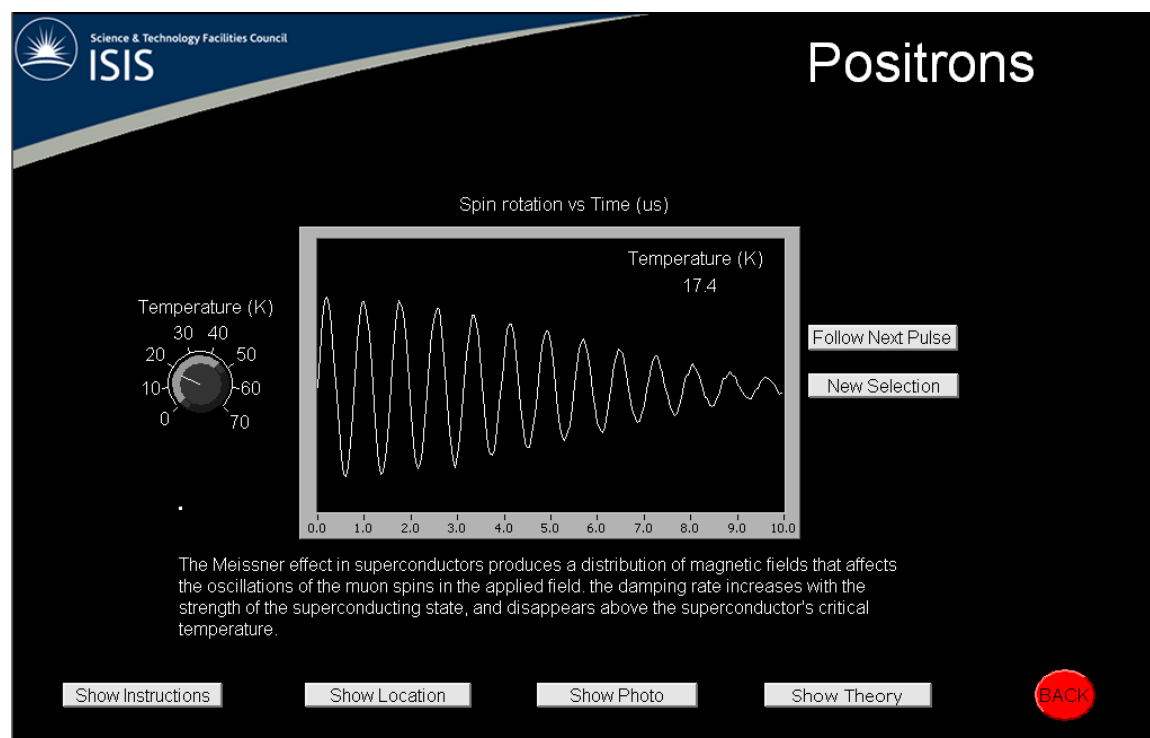 Science & Technology Facilities Council
ISIS
Positrons
Spin rotation vs Time (us)
Temperature (K)
17.4
Temperature (K)
30 40
20 50
10 60
0 70
Follow Next Pulse
New Selection
0.0 1.0 2.0 3.0 4.0 5.0 6.0 7.0 8.0 9.0 10.0
The Meissner effect in superconductors produces a distribution of magnetic fields that affects
the oscillations of the muon spins in the applied field. the damping rate increases with the
strength of the superconducting state, and disappears above the superconductor's critical
temperature.
Show Instructions Show Location Show Photo Show Theory BACK